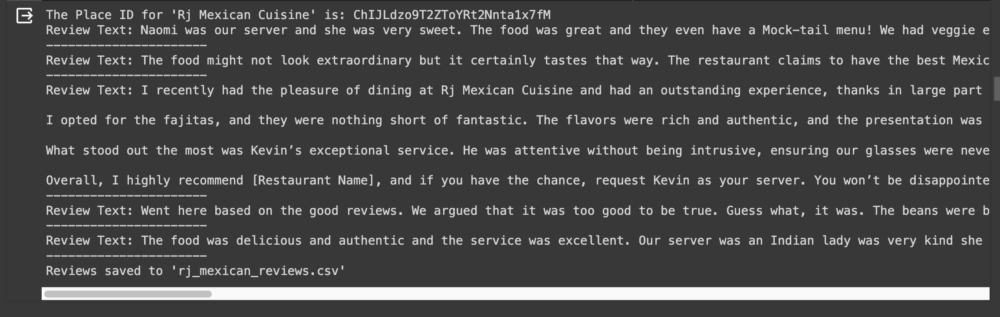 The Place ID for 'Rj Mexican Cuisine' is: ChIJLdzo9T2ZToYRt2Nnta1x7fM
Review Text: Naomi was our server and she was very sweet. The food was great and they even have a Mock-tail menu! We had veggie e
----------------------
Review Text: The food might not look extraordinary but it certainly tastes that way. The restaurant claims to have the best Mexic
----------------------
Review Text: I recently had the pleasure of dining at Rj Mexican Cuisine and had an outstanding experience, thanks in large part
I opted for the fajitas, and they were nothing short of fantastic. The flavors were rich and authentic, and the presentation was
What stood out the most was Kevin’s exceptional service. He was attentive without being intrusive, ensuring our glasses were neve
Overall, I highly recommend [Restaurant Name], and if you have the chance, request Kevin as your server. You won’t be disappointe
----------------------
Review Text: Went here based on the good reviews. We argued that it was too good to be true. Guess what, it was. The beans were b
----------------------
Review Text: The food was delicious and authentic and the service was excellent. Our server was an Indian lady was very kind she
----------------------
Reviews saved to 'rj_mexican_reviews.csv'